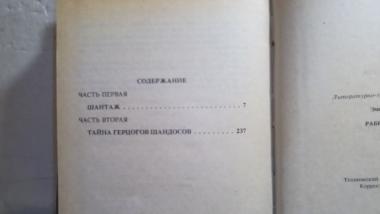 СОДЕРЖАНИЕ
ЧАСТЬ ПЕРВАЯ
ШАНТАЖ . . . . . . . . . . . . . . . . . . . . . . 7
ЧАСТЬ ВТОРАЯ
ТАЙНА ГЕРЦОГОВ ШАНДОСОВ . . . . . . . . 237